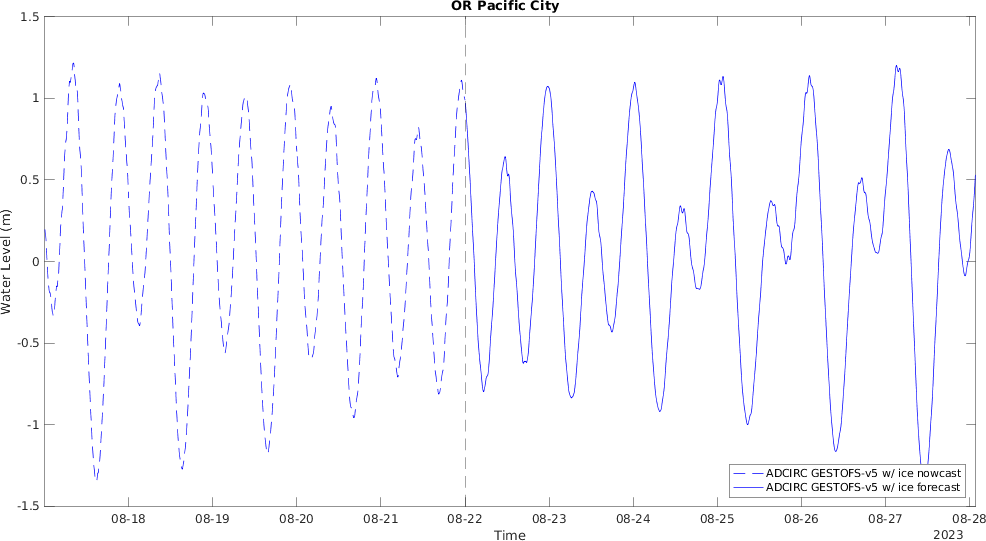 OR Pacific City
1.5
1
0.5
0
-0.5
-1
-1.5
Water Level (m)
ADCIRC GESTOFS-v5 w/ ice nowcast
ADCIRC GESTOFS-v5 w/ ice forecast
08-18 08-19 08-20 08-21 08-22 08-23 08-24 08-25 08-26 08-27 08-28
Time
2023